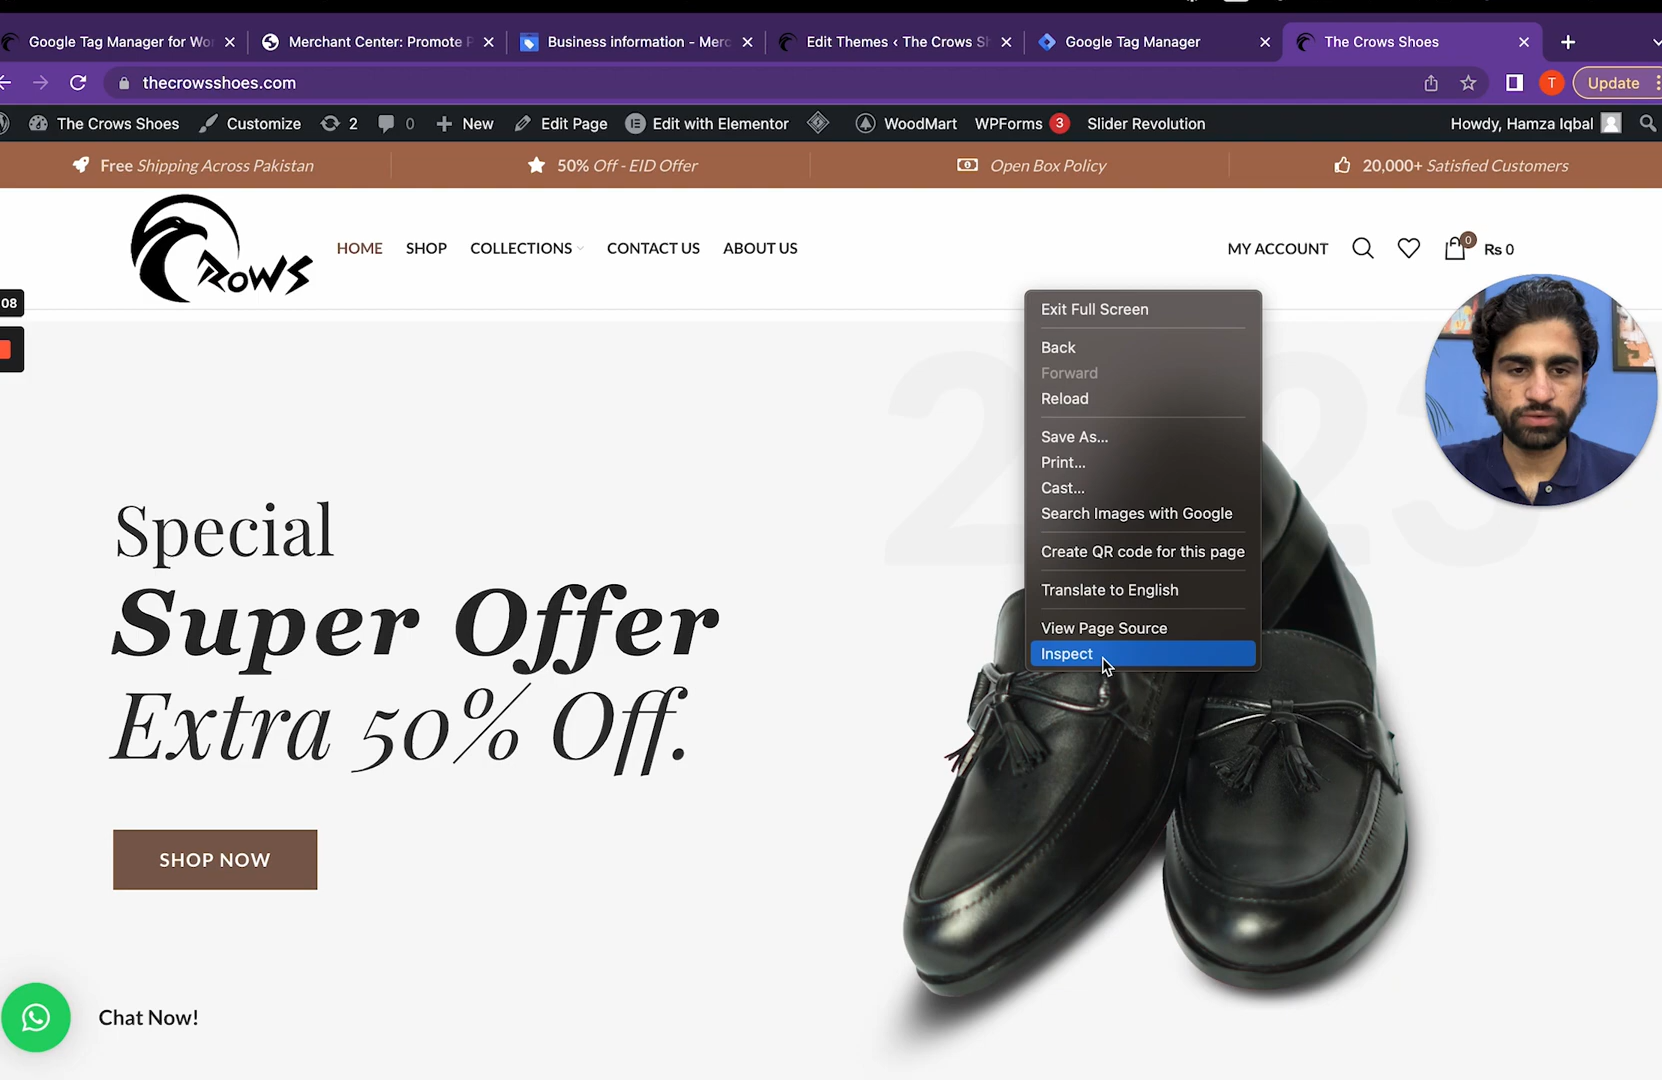 Google Tag Manager for Wo
Merchant Center: Promote P
Business information - Merc
Edit Themes ‹ The Crows Sh
Google Tag Manager
The Crows Shoes
thecrowsshoes.com
T
Update
The Crows Shoes
Customize
2
0
New
Edit Page
Edit with Elementor
WoodMart
WPForms 3
Slider Revolution
Howdy, Hamza Iqbal
Free Shipping Across Pakistan
50% Off - EID Offer
Open Box Policy
20,000+ Satisfied Customers
CROWS
HOME
SHOP
COLLECTIONS
CONTACT US
ABOUT US
MY ACCOUNT
0
₨ 0
08
2023
Exit Full Screen
Back
Forward
Reload
Save As...
Print...
Cast...
Search Images with Google
Create QR code for this page
Translate to English
View Page Source
Inspect
Special
Super Offer
Extra 50% Off.
SHOP NOW
Chat Now!